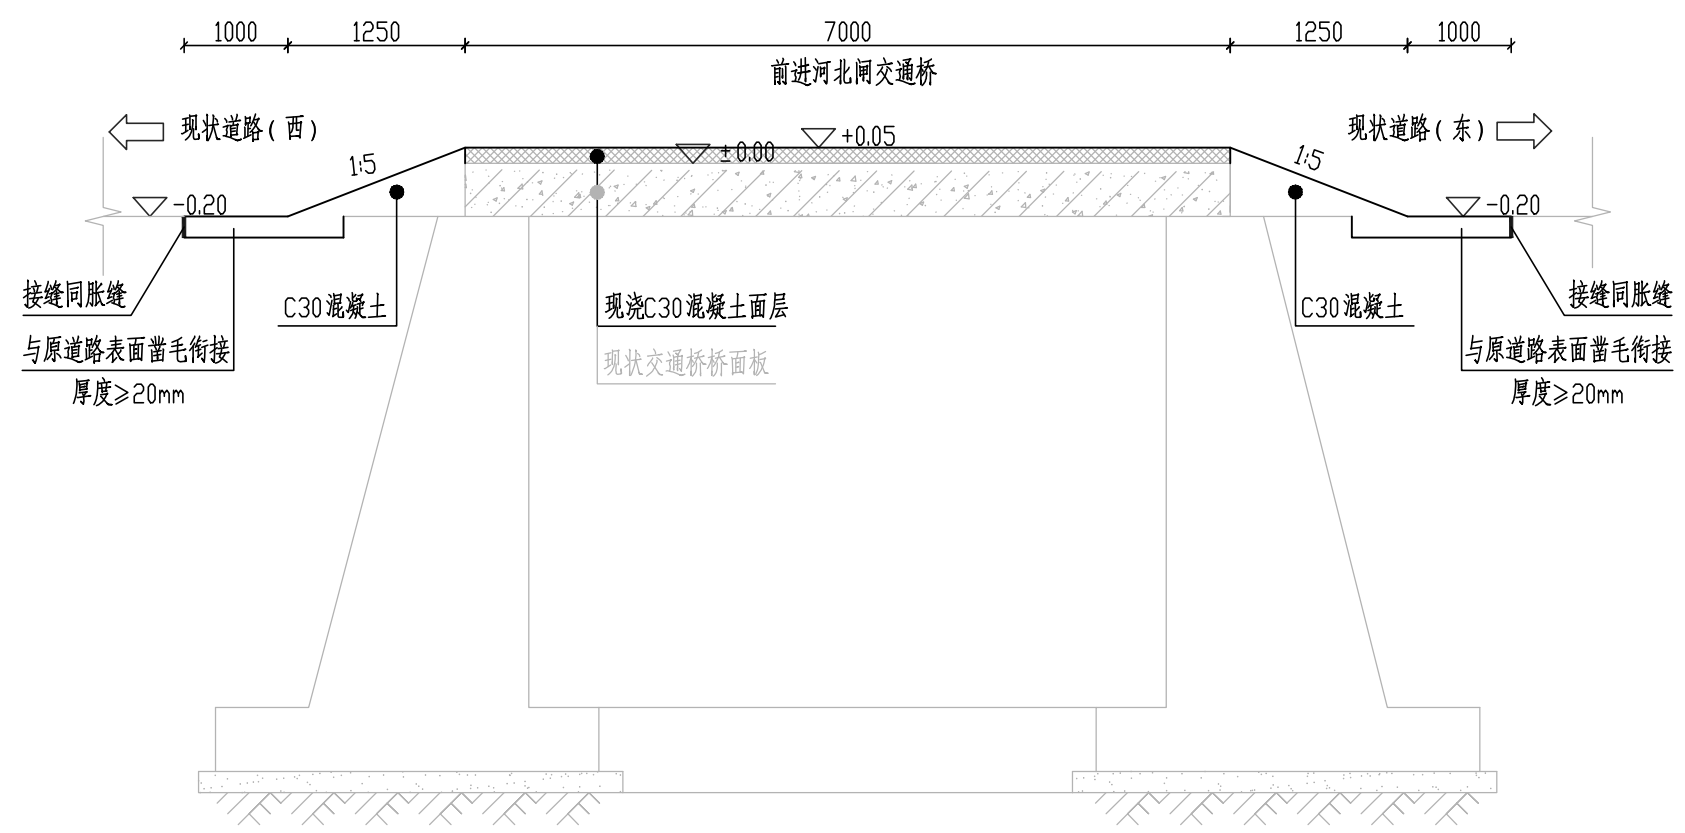 1000 1250 7000 1250 1000
前进河北闸交通桥
现状道路(西) 现状道路(东)
+0.05
±0.00
1:5 1:5
-0.20 -0.20
接缝同胀缝 C30混凝土 现浇C30混凝土面层 C30混凝土 接缝同胀缝
与原道路表面凿毛衔接 现状交通桥桥面板 与原道路表面凿毛衔接
厚度≥20mm 厚度≥20mm